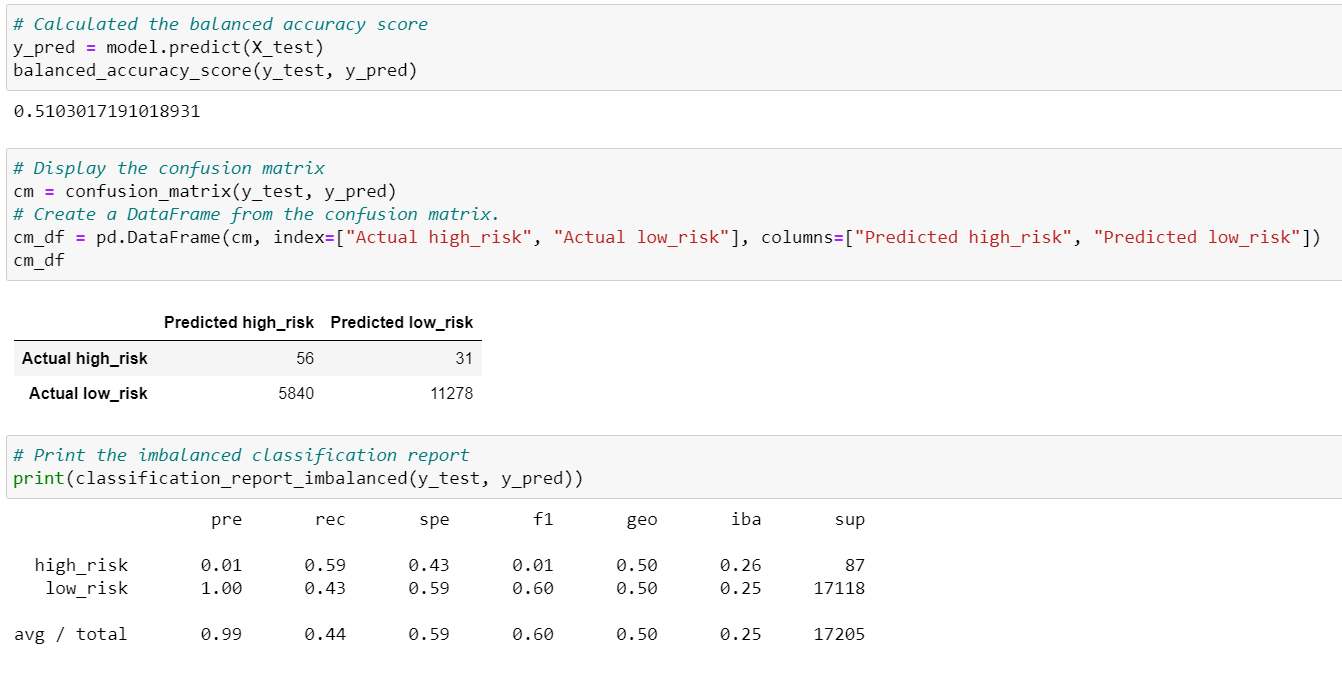 # Calculated the balanced accuracy score
y_pred = model.predict(X_test)
balanced_accuracy_score(y_test, y_pred)
0.5103017191018931
# Display the confusion matrix
cm = confusion_matrix(y_test, y_pred)
# Create a DataFrame from the confusion matrix.
cm_df = pd.DataFrame(cm, index=["Actual high_risk", "Actual low_risk"], columns=["Predicted high_risk", "Predicted low_risk"])
cm_df
Predicted high_risk Predicted low_risk
Actual high_risk 56 31
Actual low_risk 5840 11278
# Print the imbalanced classification report
print(classification_report_imbalanced(y_test, y_pred))
pre rec spe f1 geo iba sup
high_risk 0.01 0.59 0.43 0.01 0.50 0.26 87
low_risk 1.00 0.43 0.59 0.60 0.50 0.25 17118
avg / total 0.99 0.44 0.59 0.60 0.50 0.25 17205